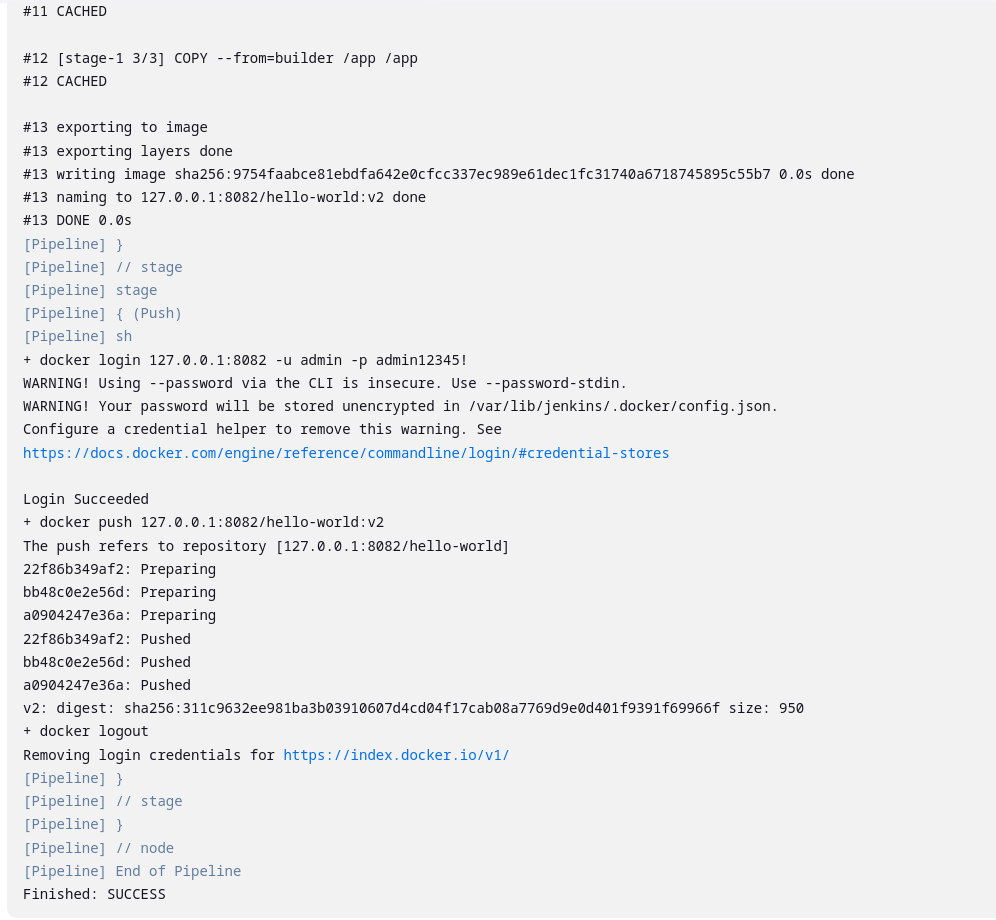 #11 CACHED
#12 [stage-1 3/3] COPY --from=builder /app /app
#12 CACHED
#13 exporting to image
#13 exporting layers done
#13 writing image sha256:9754faabce81ebdfa642e0cfcc337ec989e61dec1fc31740a6718745895c55b7 0.0s done
#13 naming to 127.0.0.1:8082/hello-world:v2 done
#13 DONE 0.0s
[Pipeline] }
[Pipeline] // stage
[Pipeline] stage
[Pipeline] { (Push)
[Pipeline] sh
+ docker login 127.0.0.1:8082 -u admin -p admin12345!
WARNING! Using --password via the CLI is insecure. Use --password-stdin.
WARNING! Your password will be stored unencrypted in /var/lib/jenkins/.docker/config.json.
Configure a credential helper to remove this warning. See
https://docs.docker.com/engine/reference/commandline/login/#credential-stores
Login Succeeded
+ docker push 127.0.0.1:8082/hello-world:v2
The push refers to repository [127.0.0.1:8082/hello-world]
22f86b349af2: Preparing
bb48c0e2e56d: Preparing
a0904247e36a: Preparing
22f86b349af2: Pushed
bb48c0e2e56d: Pushed
a0904247e36a: Pushed
v2: digest: sha256:311c9632ee981ba3b03910607d4cd04f17cab08a7769d9e0d401f9391f69966f size: 950
+ docker logout
Removing login credentials for https://index.docker.io/v1/
[Pipeline] }
[Pipeline] // stage
[Pipeline] }
[Pipeline] // node
[Pipeline] End of Pipeline
Finished: SUCCESS